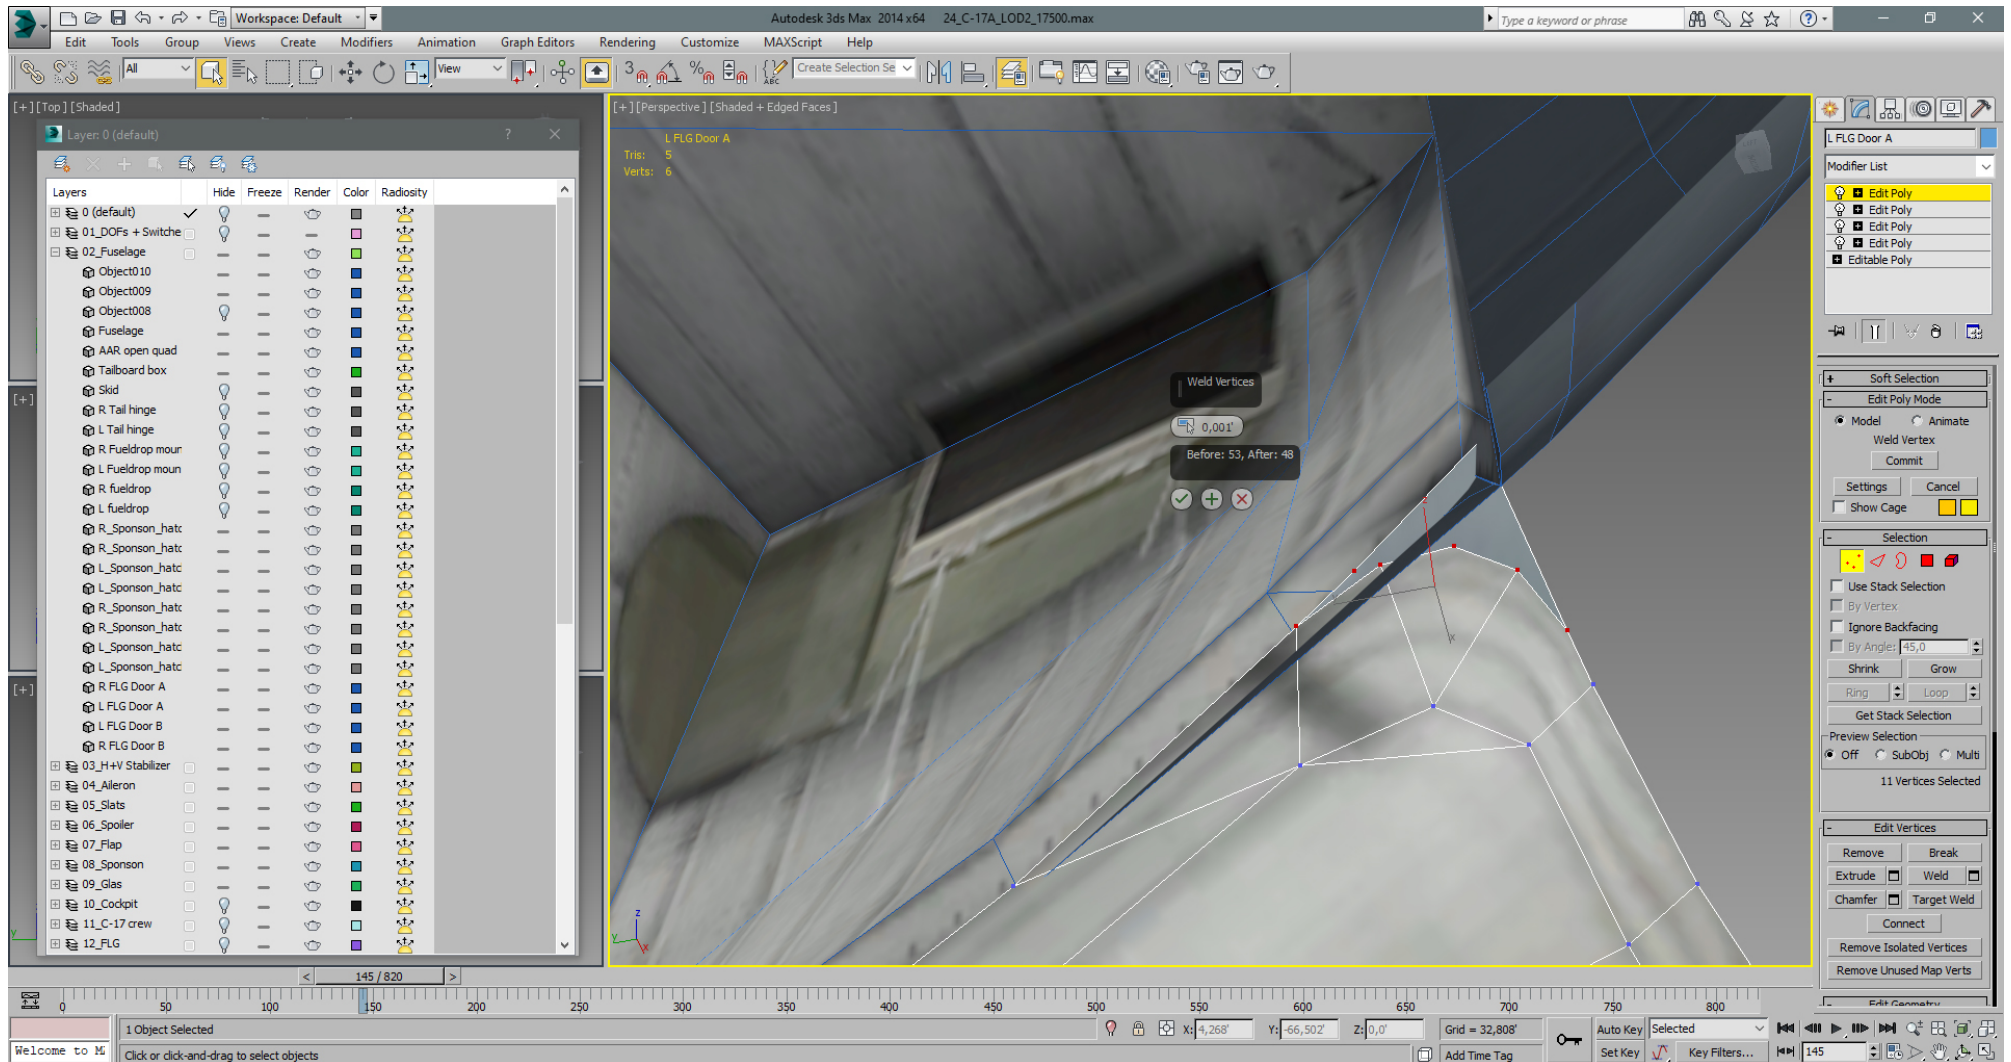 Workspace: Default
Autodesk 3ds Max 2014 x64 24_C-17A_LOD2_17500.max
Type a keyword or phrase
Edit Tools Group Views Create Modifiers Animation Graph Editors Rendering Customize MAXScript Help
All
View
3
ABC
Create Selection Se
[+] [Top] [Shaded]
Layer: 0 (default)
Layers Hide Freeze Render Color Radiosity
0 (default)
01_DOFs + Switche
02_Fuselage
Object010
Object009
Object008
Fuselage
AAR open quad
Tailboard box
Skid
R Tail hinge
L Tail hinge
R Fueldrop mour
L Fueldrop moun
R fueldrop
L fueldrop
R_Sponson_hatc
R_Sponson_hatc
L_Sponson_hatc
L_Sponson_hatc
R_Sponson_hatc
R_Sponson_hatc
L_Sponson_hatc
L_Sponson_hatc
R FLG Door A
L FLG Door A
L FLG Door B
R FLG Door B
03_H+V Stabilizer
04_Aileron
05_Slats
06_Spoiler
07_Flap
08_Sponson
09_Glas
10_Cockpit
11_C-17 crew
12_FLG
[+]
[+]
[+] [Perspective] [Shaded + Edged Faces]
L FLG Door A
Tris: 5
Verts: 6
Weld Vertices
0,001'
Before: 53, After: 48
x
z
y
x
L FLG Door A
Modifier List
Edit Poly
Edit Poly
Edit Poly
Edit Poly
Editable Poly
+ Soft Selection
- Edit Poly Mode
Model Animate
Weld Vertex
Commit
Settings Cancel
Show Cage
- Selection
Use Stack Selection
By Vertex
Ignore Backfacing
By Angle: 45,0
Shrink Grow
Ring Loop
Get Stack Selection
Preview Selection
Off SubObj Multi
11 Vertices Selected
- Edit Vertices
Remove Break
Extrude Weld
Chamfer Target Weld
Connect
Remove Isolated Vertices
Remove Unused Map Verts
- Edit Geometry
< 145 / 820 >
0 50 100 150 200 250 300 350 400 450 500 550 600 650 700 750 800
1 Object Selected
X: 4,268' Y: -66,502' Z: 0,0' Grid = 32,808'
Auto Key Selected
Welcome to M
Click or click-and-drag to select objects
Add Time Tag
Set Key Key Filters... 145